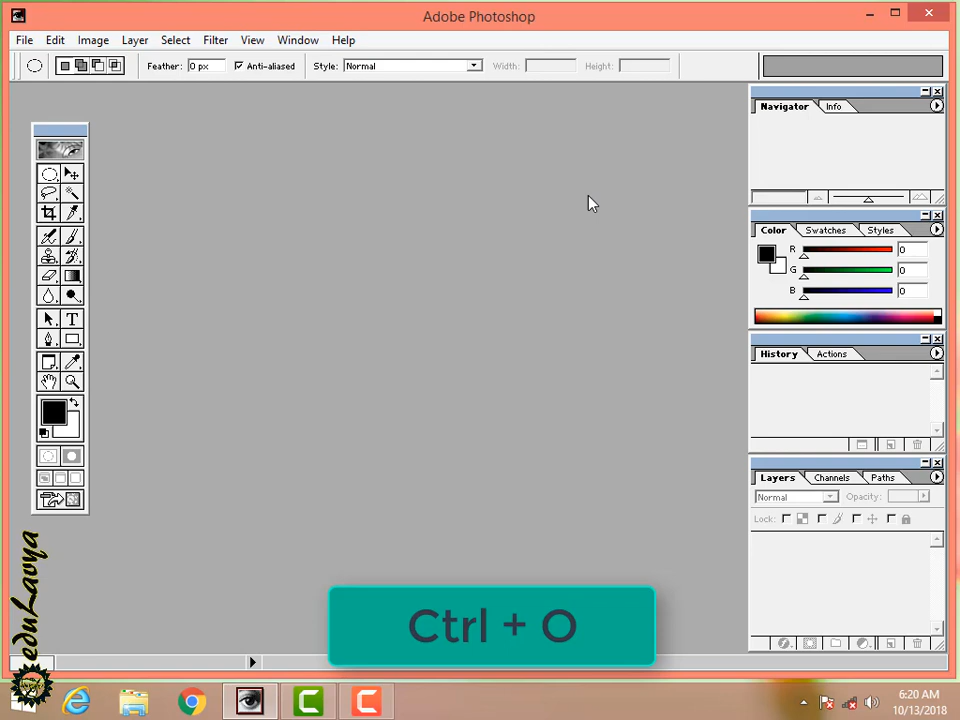 Adobe Photoshop
File Edit Image Layer Select Filter View Window Help
Feather: 0 px Anti-aliased Style: Normal Width: Height:
Navigator Info
Color Swatches Styles
R 0
G 0
B 0
History Actions
Layers Channels Paths
Normal Opacity:
Lock:
eduLavya
Ctrl + O
6:20 AM
10/13/2018